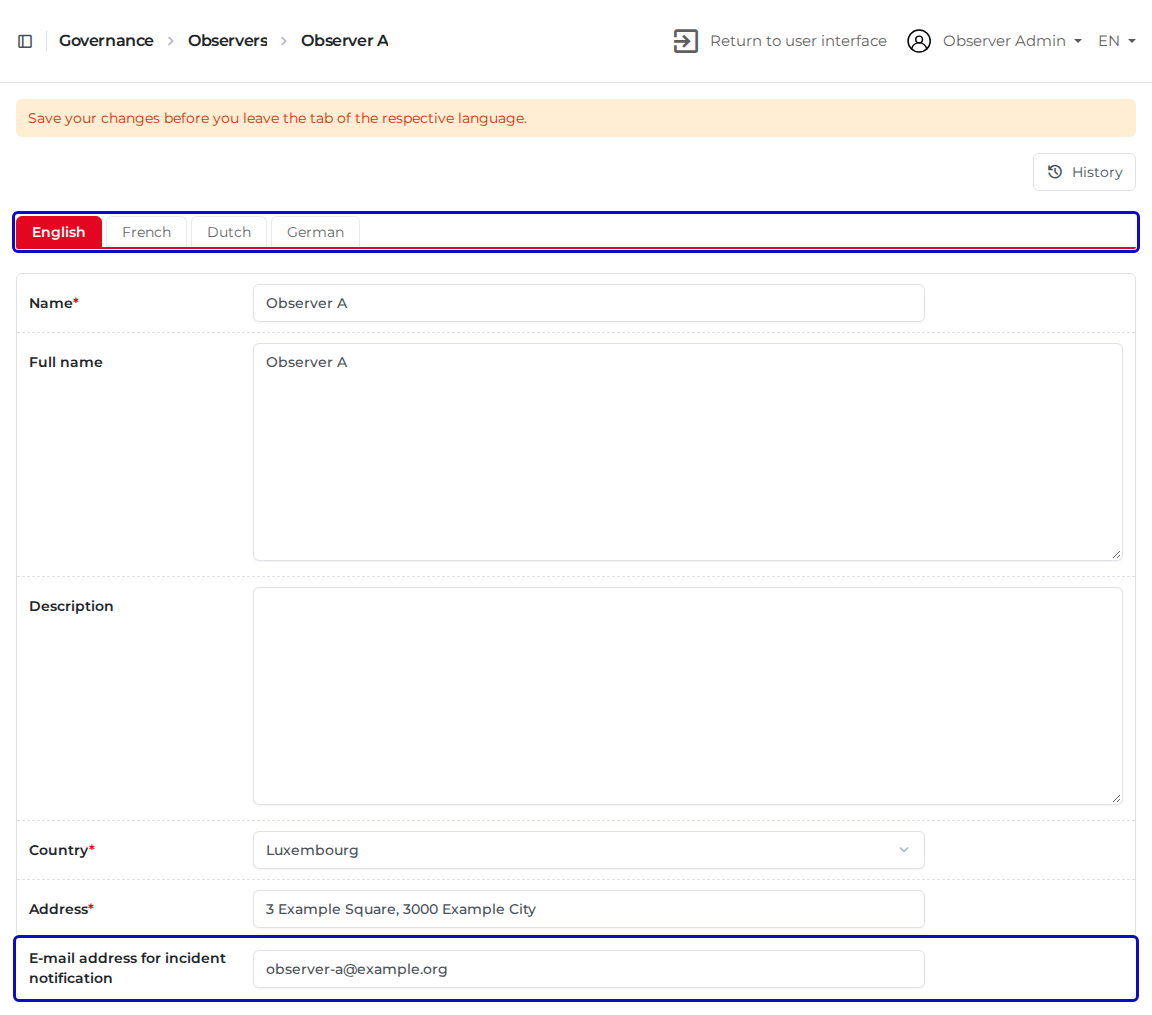 Governance > Observers > Observer A
Return to user interface
Observer Admin
EN
Save your changes before you leave the tab of the respective language.
History
English French Dutch German
Name* Observer A
Full name Observer A
Description
Country* Luxembourg
Address* 3 Example Square, 3000 Example City
E-mail address for incident
notification
observer-a@example.org